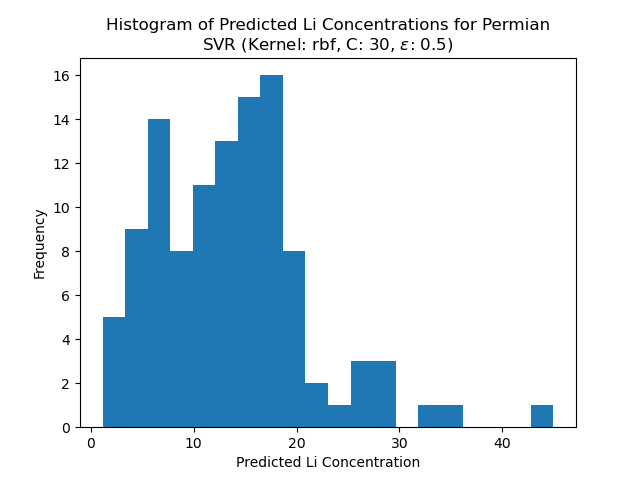 Histogram of Predicted Li Concentrations for Permian
SVR (Kernel: rbf, C: 30, ε: 0.5)
16
14
12
10
8
6
4
2
0
Frequency
0 10 20 30 40
Predicted Li Concentration